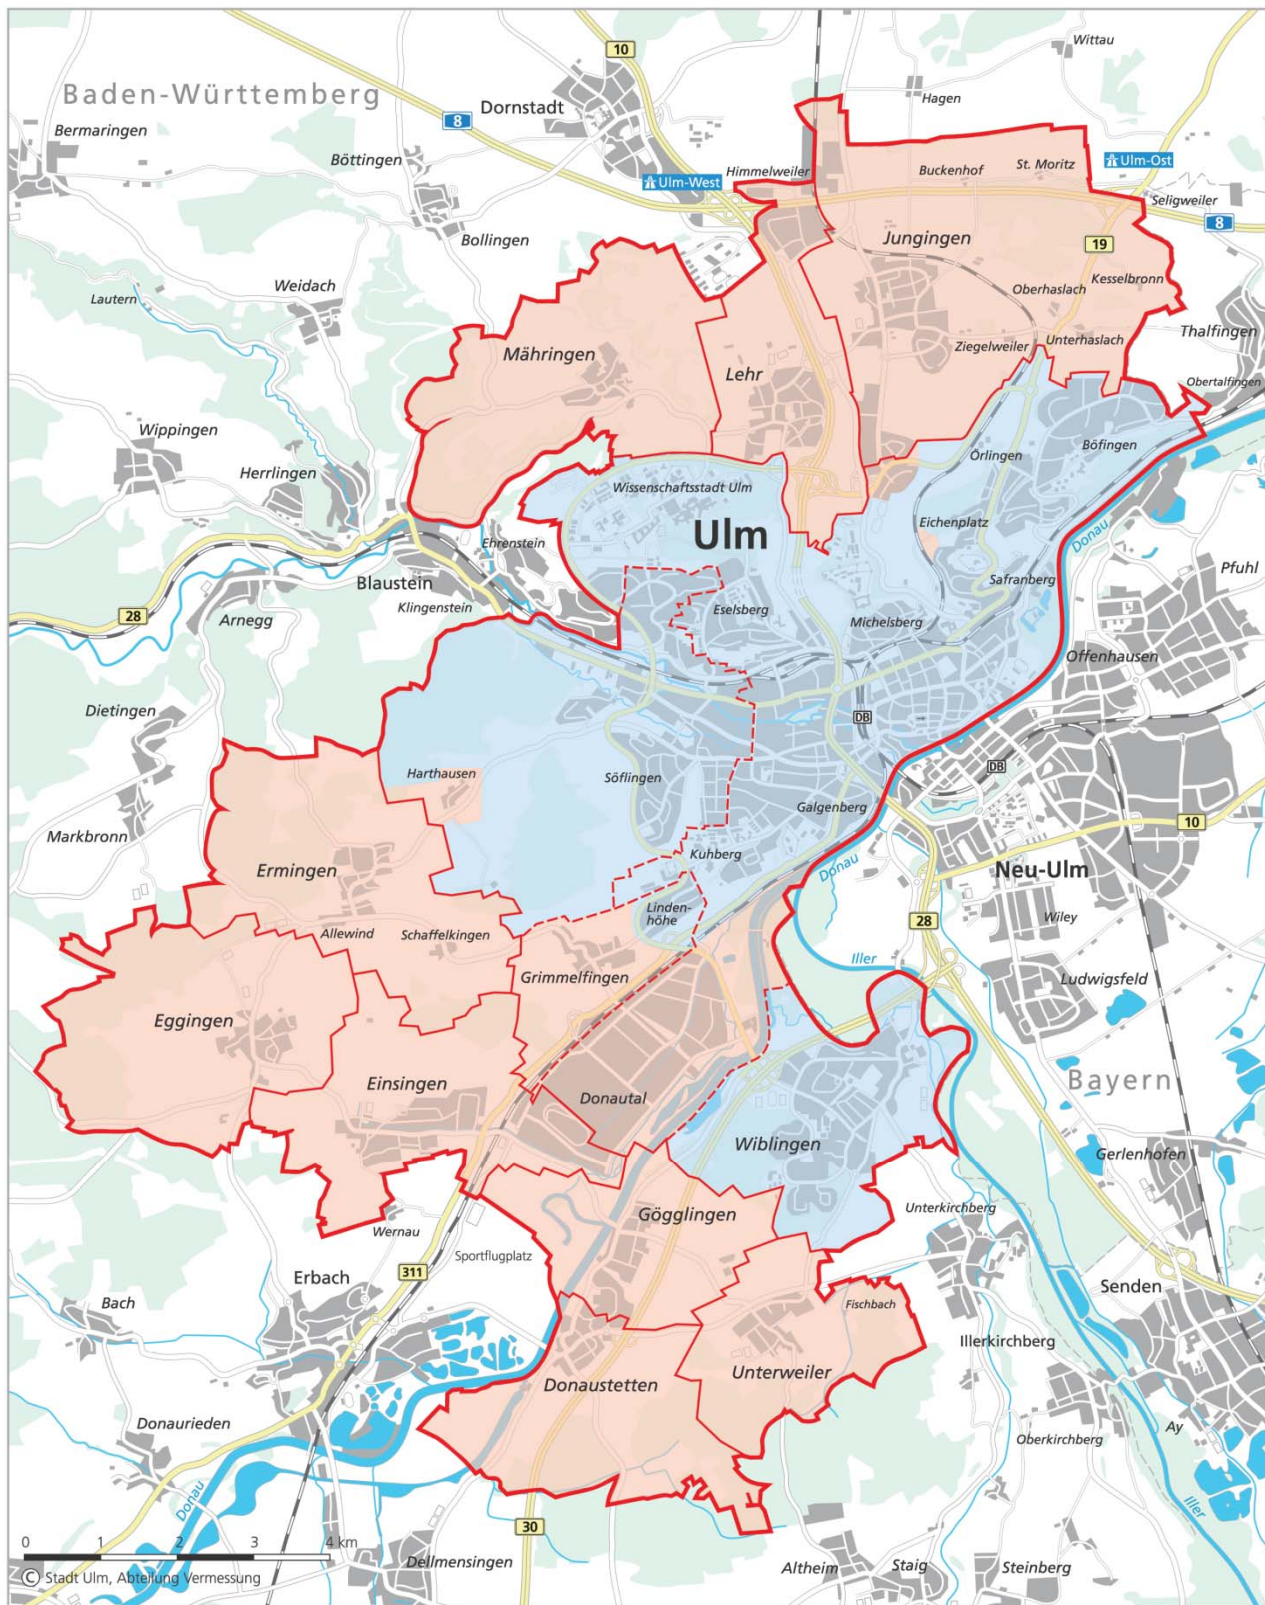 Wittau
10
Baden-Württemberg
Hagen
Dornstadt
8
Bermaringen
Böttingen
Himmelweiler
Buckenhof
St. Moritz
Ulm-Ost
Ulm-West
Seligweiler
8
Bollingen
Jungingen
19
Kesselbronn
Weidach
Oberhaslach
Lautern
Thalfingen
Mähringen
Ziegelweiler
Unterhaslach
Lehr
Obertalfingen
Wippingen
Böfingen
Örlingen
Herrlingen
Wissenschaftsstadt Ulm
Eichenplatz
Ulm
Donau
Ehrenstein
Pfuhl
Blaustein
Safranberg
Klingenstein
Eselsberg
28
Arnegg
Michelsberg
Offenhausen
Dietingen
DB
DB
Harthausen
Söflingen
Galgenberg
Markbronn
10
Kuhberg
Donau
Ermingen
Neu-Ulm
Linden-
höhe
Wiley
28
Allewind
Schaffelkingen
Iller
Grimmelfingen
Ludwigsfeld
Eggingen
Einsingen
Bayern
Donautal
Wiblingen
Gerlenhofen
Unterkirchberg
Gögglingen
Wernau
Sportflugplatz
311
Erbach
Senden
Bach
Fischbach
Illerkirchberg
Unterweiler
Donaustetten
Donaurieden
Ay
Oberkirchberg
Donau
Iller
30
0 1 2 3 4 km
Dellmensingen
Altheim
Staig
Steinberg
© Stadt Ulm, Abteilung Vermessung